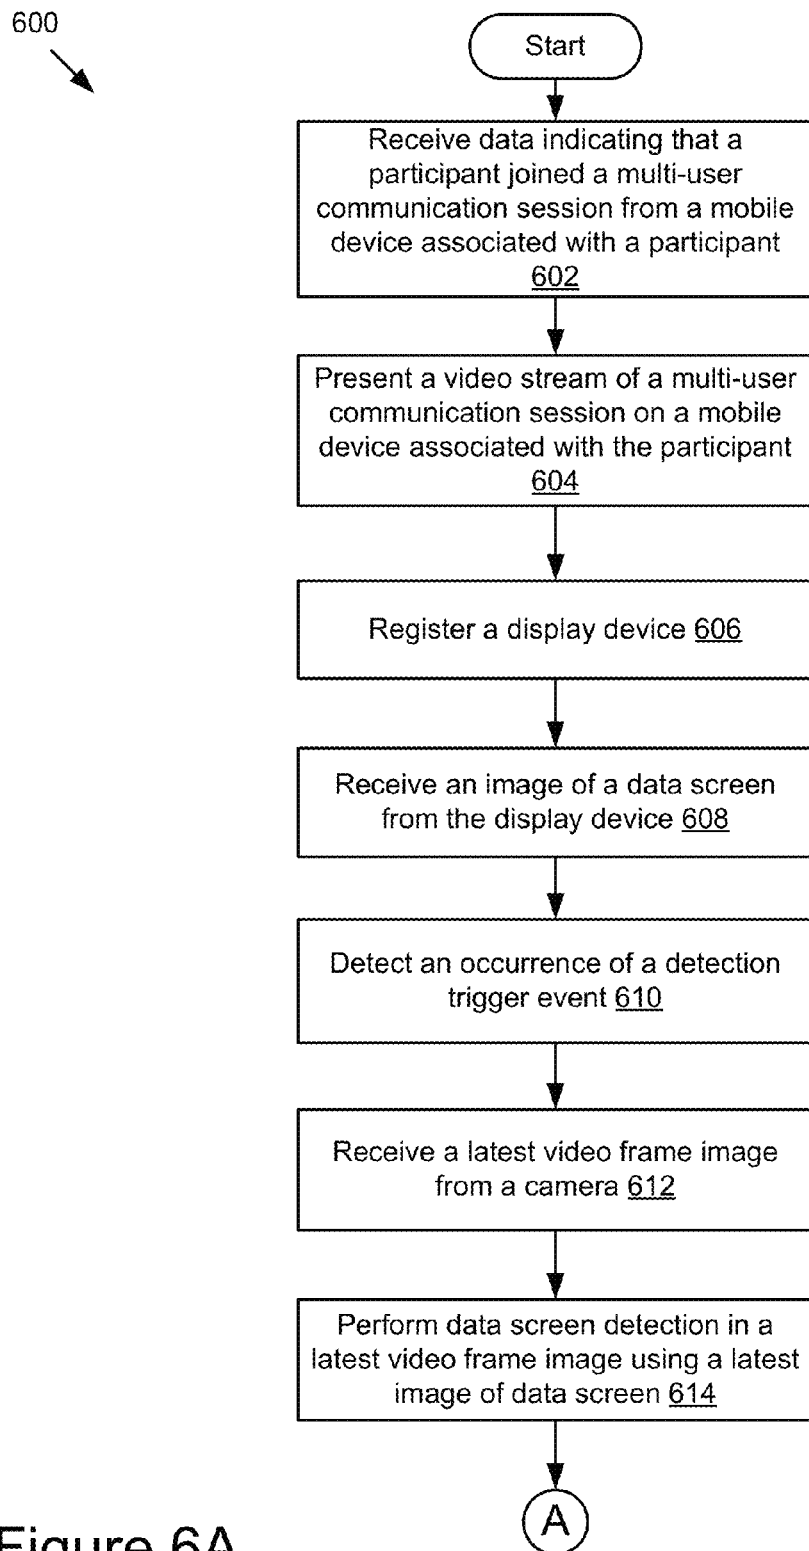 600
Start
Receive data indicating that a
participant joined a multi-user
communication session from a mobile
device associated with a participant
602
Present a video stream of a multi-user
communication session on a mobile
device associated with the participant
604
Register a display device 606
Receive an image of a data screen
from the display device 608
Detect an occurrence of a detection
trigger event 610
Receive a latest video frame image
from a camera 612
Perform data screen detection in a
latest video frame image using a latest
image of data screen 614
A
Figure 6A